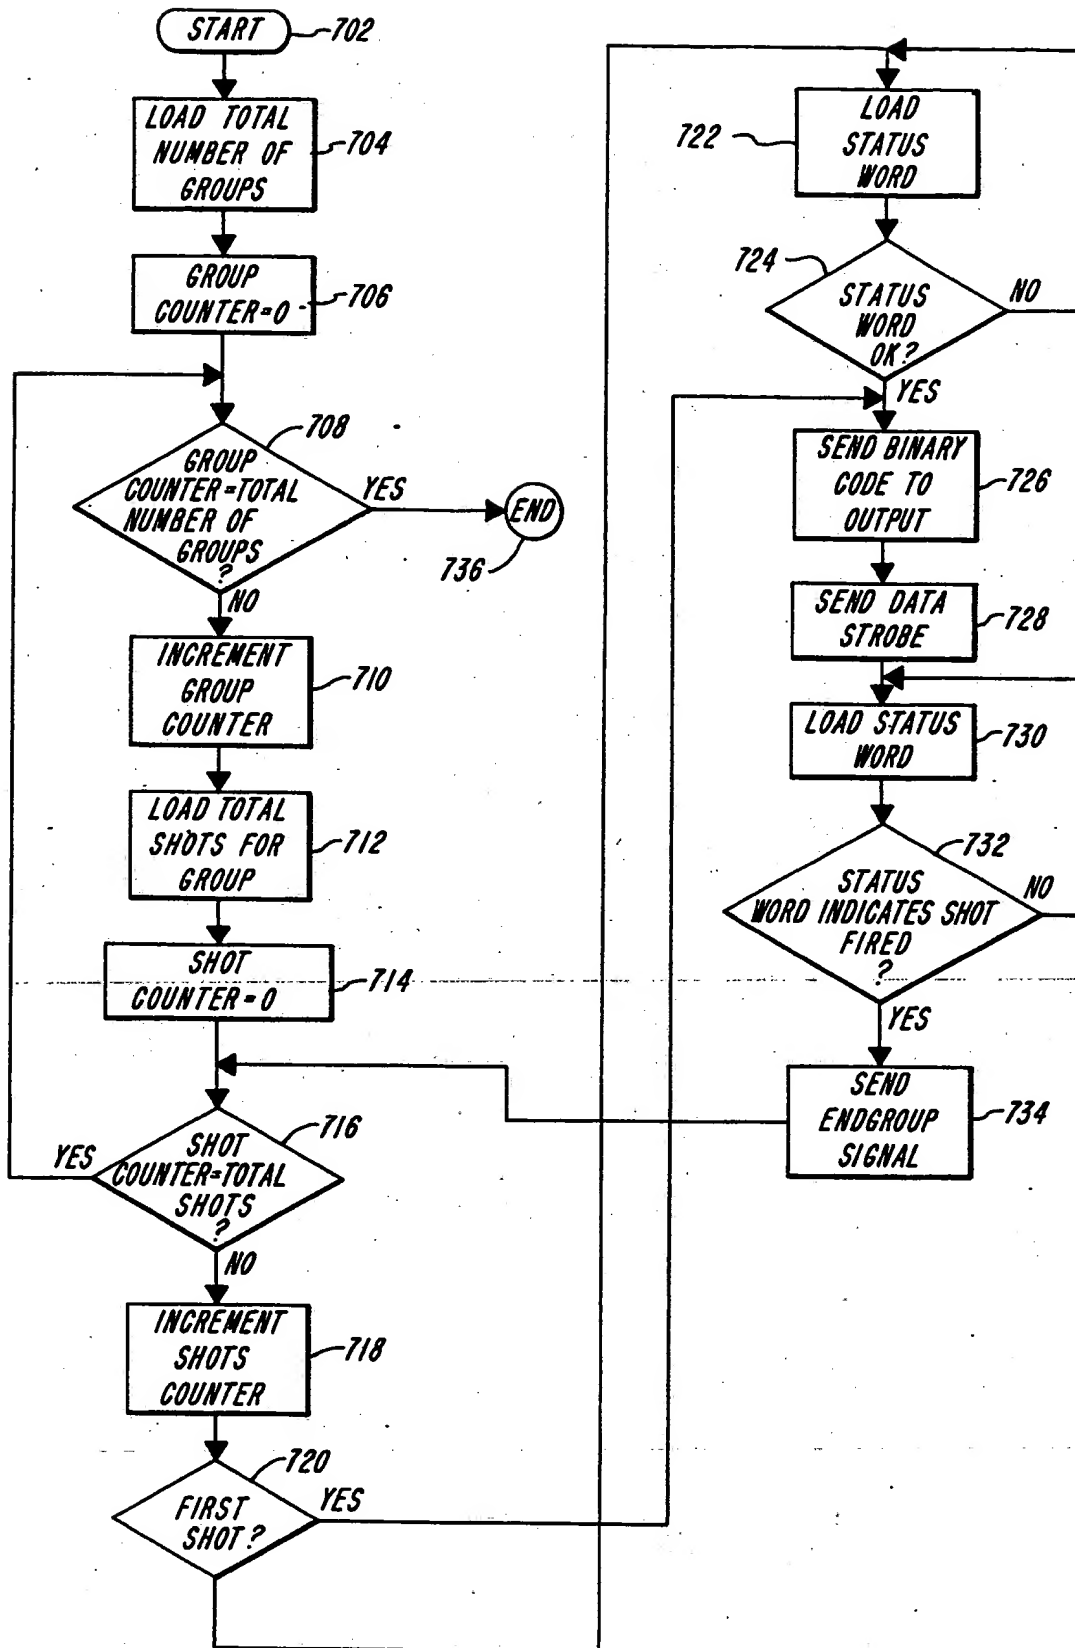 START
702
LOAD TOTAL
NUMBER OF
GROUPS
704
GROUP
COUNTER=0
706
708
GROUP
COUNTER=TOTAL
NUMBER OF
GROUPS
?
YES
END
736
NO
INCREMENT
GROUP
COUNTER
710
LOAD TOTAL
SHOTS FOR
GROUP
712
SHOT
COUNTER=0
714
716
SHOT
COUNTER=TOTAL
SHOTS
?
YES
NO
INCREMENT
SHOTS
COUNTER
718
720
FIRST
SHOT?
YES
722
LOAD
STATUS
WORD
724
STATUS
WORD
OK?
NO
YES
SEND BINARY
CODE TO
OUTPUT
726
SEND DATA
STROBE
728
LOAD STATUS
WORD
730
732
STATUS
WORD INDICATES SHOT
FIRED
?
NO
YES
SEND
ENDGROUP
SIGNAL
734